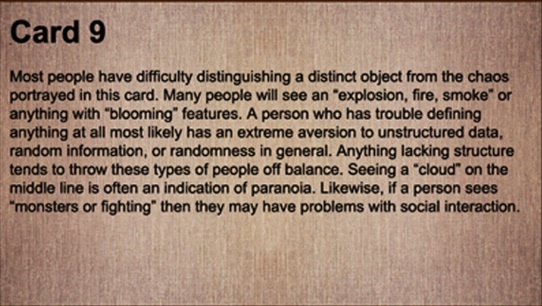 Card 9
Most people have difficulty distinguishing a distinct object from the chaos
portrayed in this card. Many people will see an “explosion, fire, smoke” or
anything with “blooming” features. A person who has trouble defining
anything at all most likely has an extreme aversion to unstructured data,
random information, or randomness in general. Anything lacking structure
tends to throw these types of people off balance. Seeing a “cloud” on the
middle line is often an indication of paranoia. Likewise, if a person sees
“monsters or fighting” then they may have problems with social interaction.